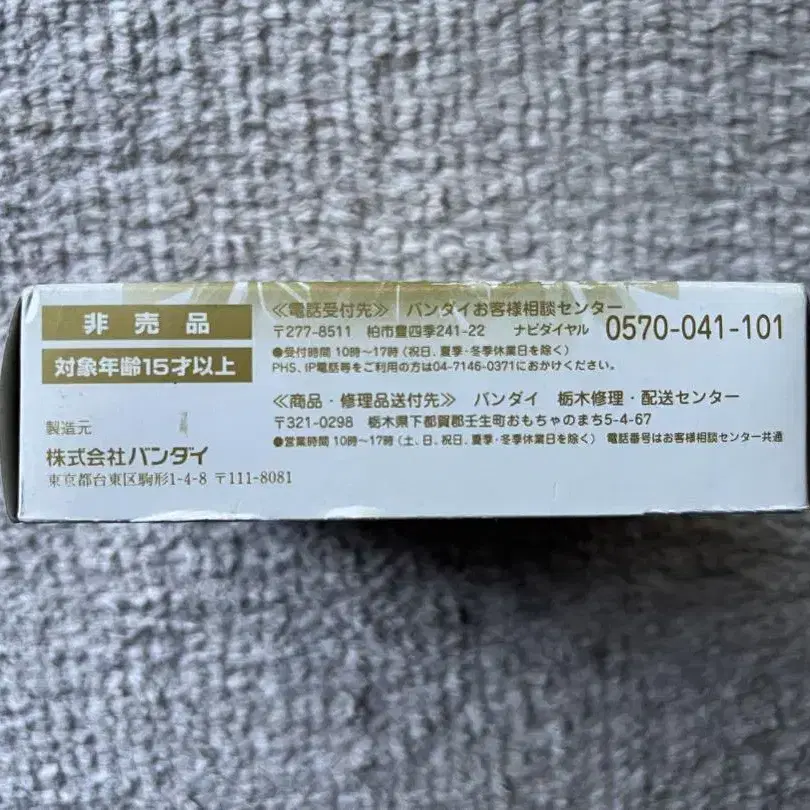 非売品
対象年齢15才以上
製造元
株式会社バンダイ
東京都台東区駒形1-4-8 〒111-8081
≪電話受付先≫ バンダイお客様相談センター
〒277-8511 柏市豊四季241-22 ナビダイヤル 0570-041-101
●受付時間 10時〜17時(祝日、夏季・冬季休業日を除く)
PHS、IP電話等をご利用の方は04-7146-0371におかけください。
≪商品・修理品送付先≫ バンダイ 栃木修理・配送センター
〒321-0298 栃木県下都賀郡壬生町おもちゃのまち5-4-67
●営業時間 10時〜17時(土、日、祝日、夏季・冬季休業日を除く) 電話番号はお客様相談センター共通